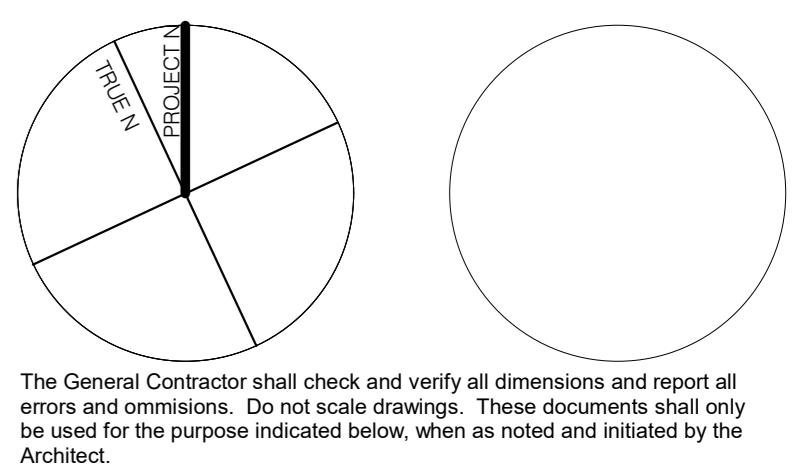 TRUE N
PROJECT N
The General Contractor shall check and verify all dimensions and report all
errors and ommisions.  Do not scale drawings.  These documents shall only
be used for the purpose indicated below, when as noted and initiated by the
Architect.